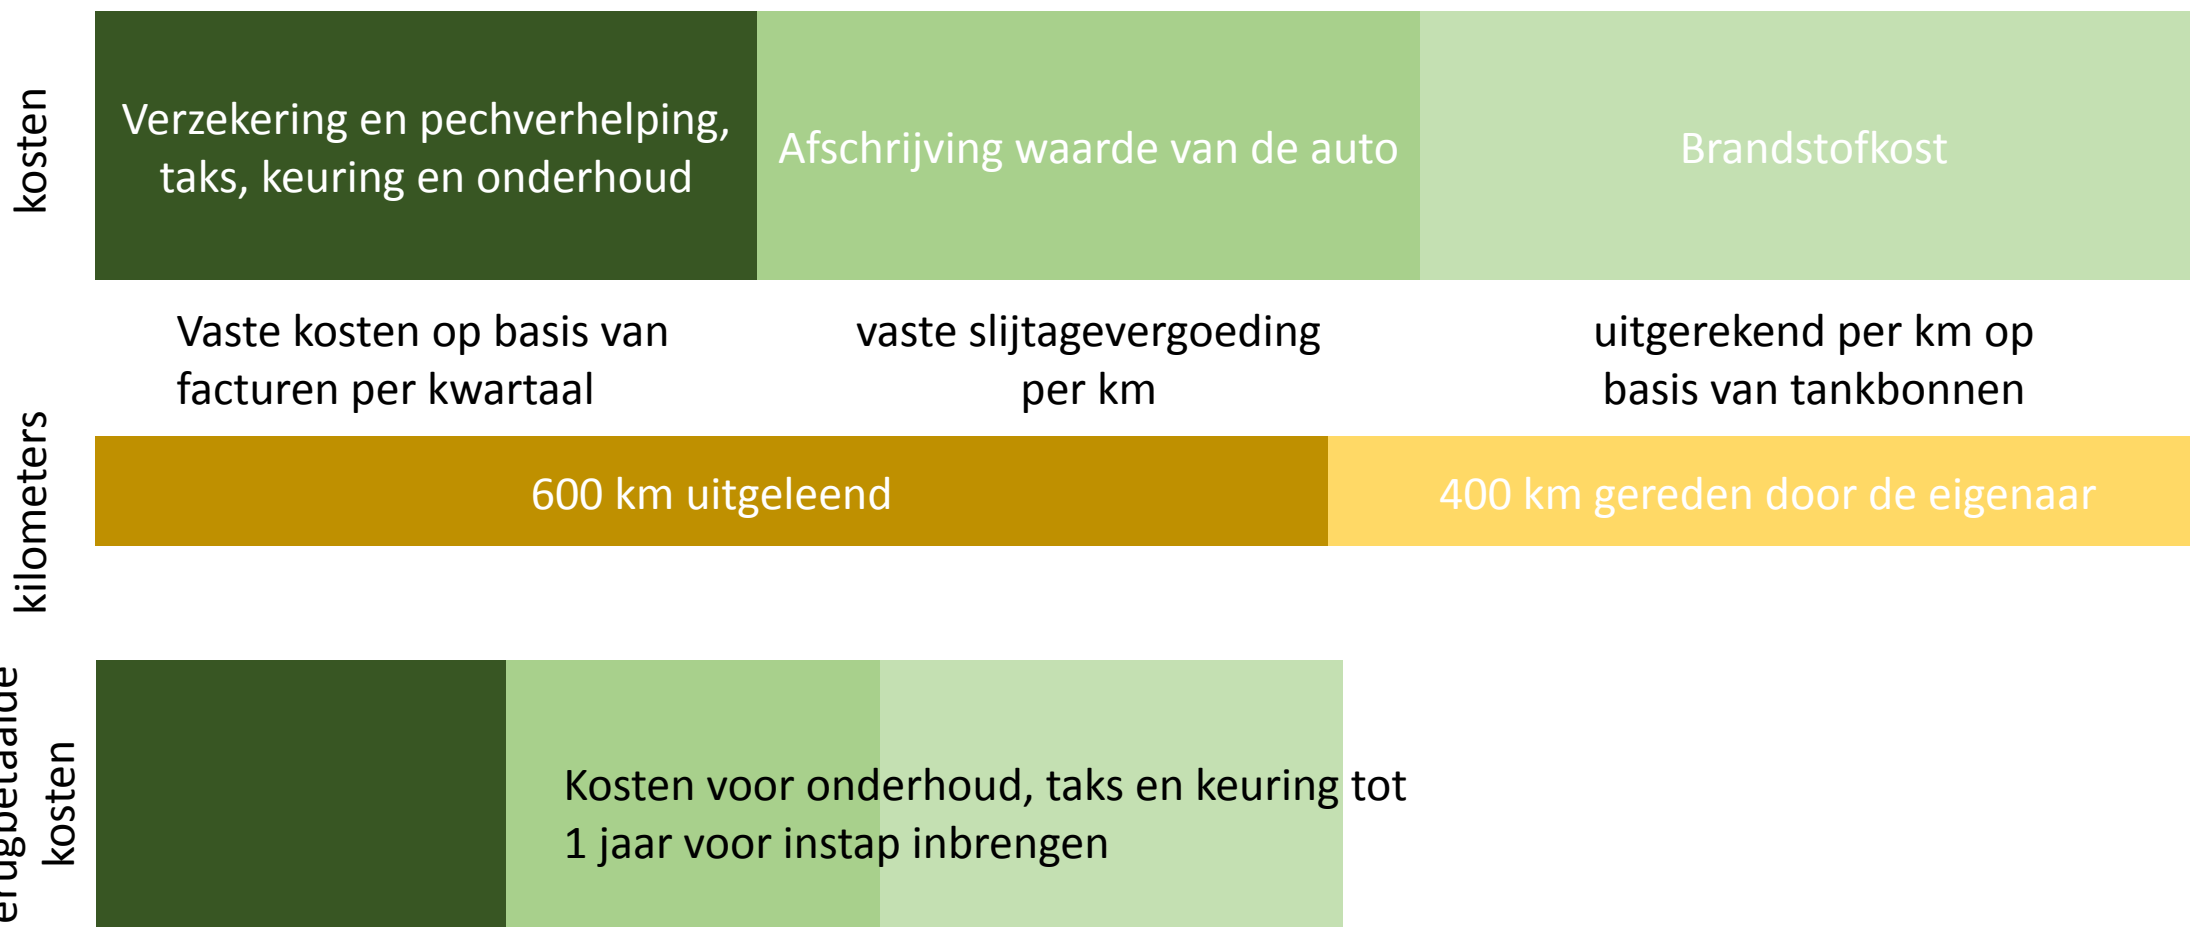 kosten
Verzekering en pechverhelping,
taks, keuring en onderhoud
Afschrijving waarde van de auto
Brandstofkost
Vaste kosten op basis van
facturen per kwartaal
vaste slijtagevergoeding
per km
uitgerekend per km op
basis van tankbonnen
kilometers
600 km uitgeleend
400 km gereden door de eigenaar
erugbetaalde
kosten
Kosten voor onderhoud, taks en keuring tot
1 jaar voor instap inbrengen